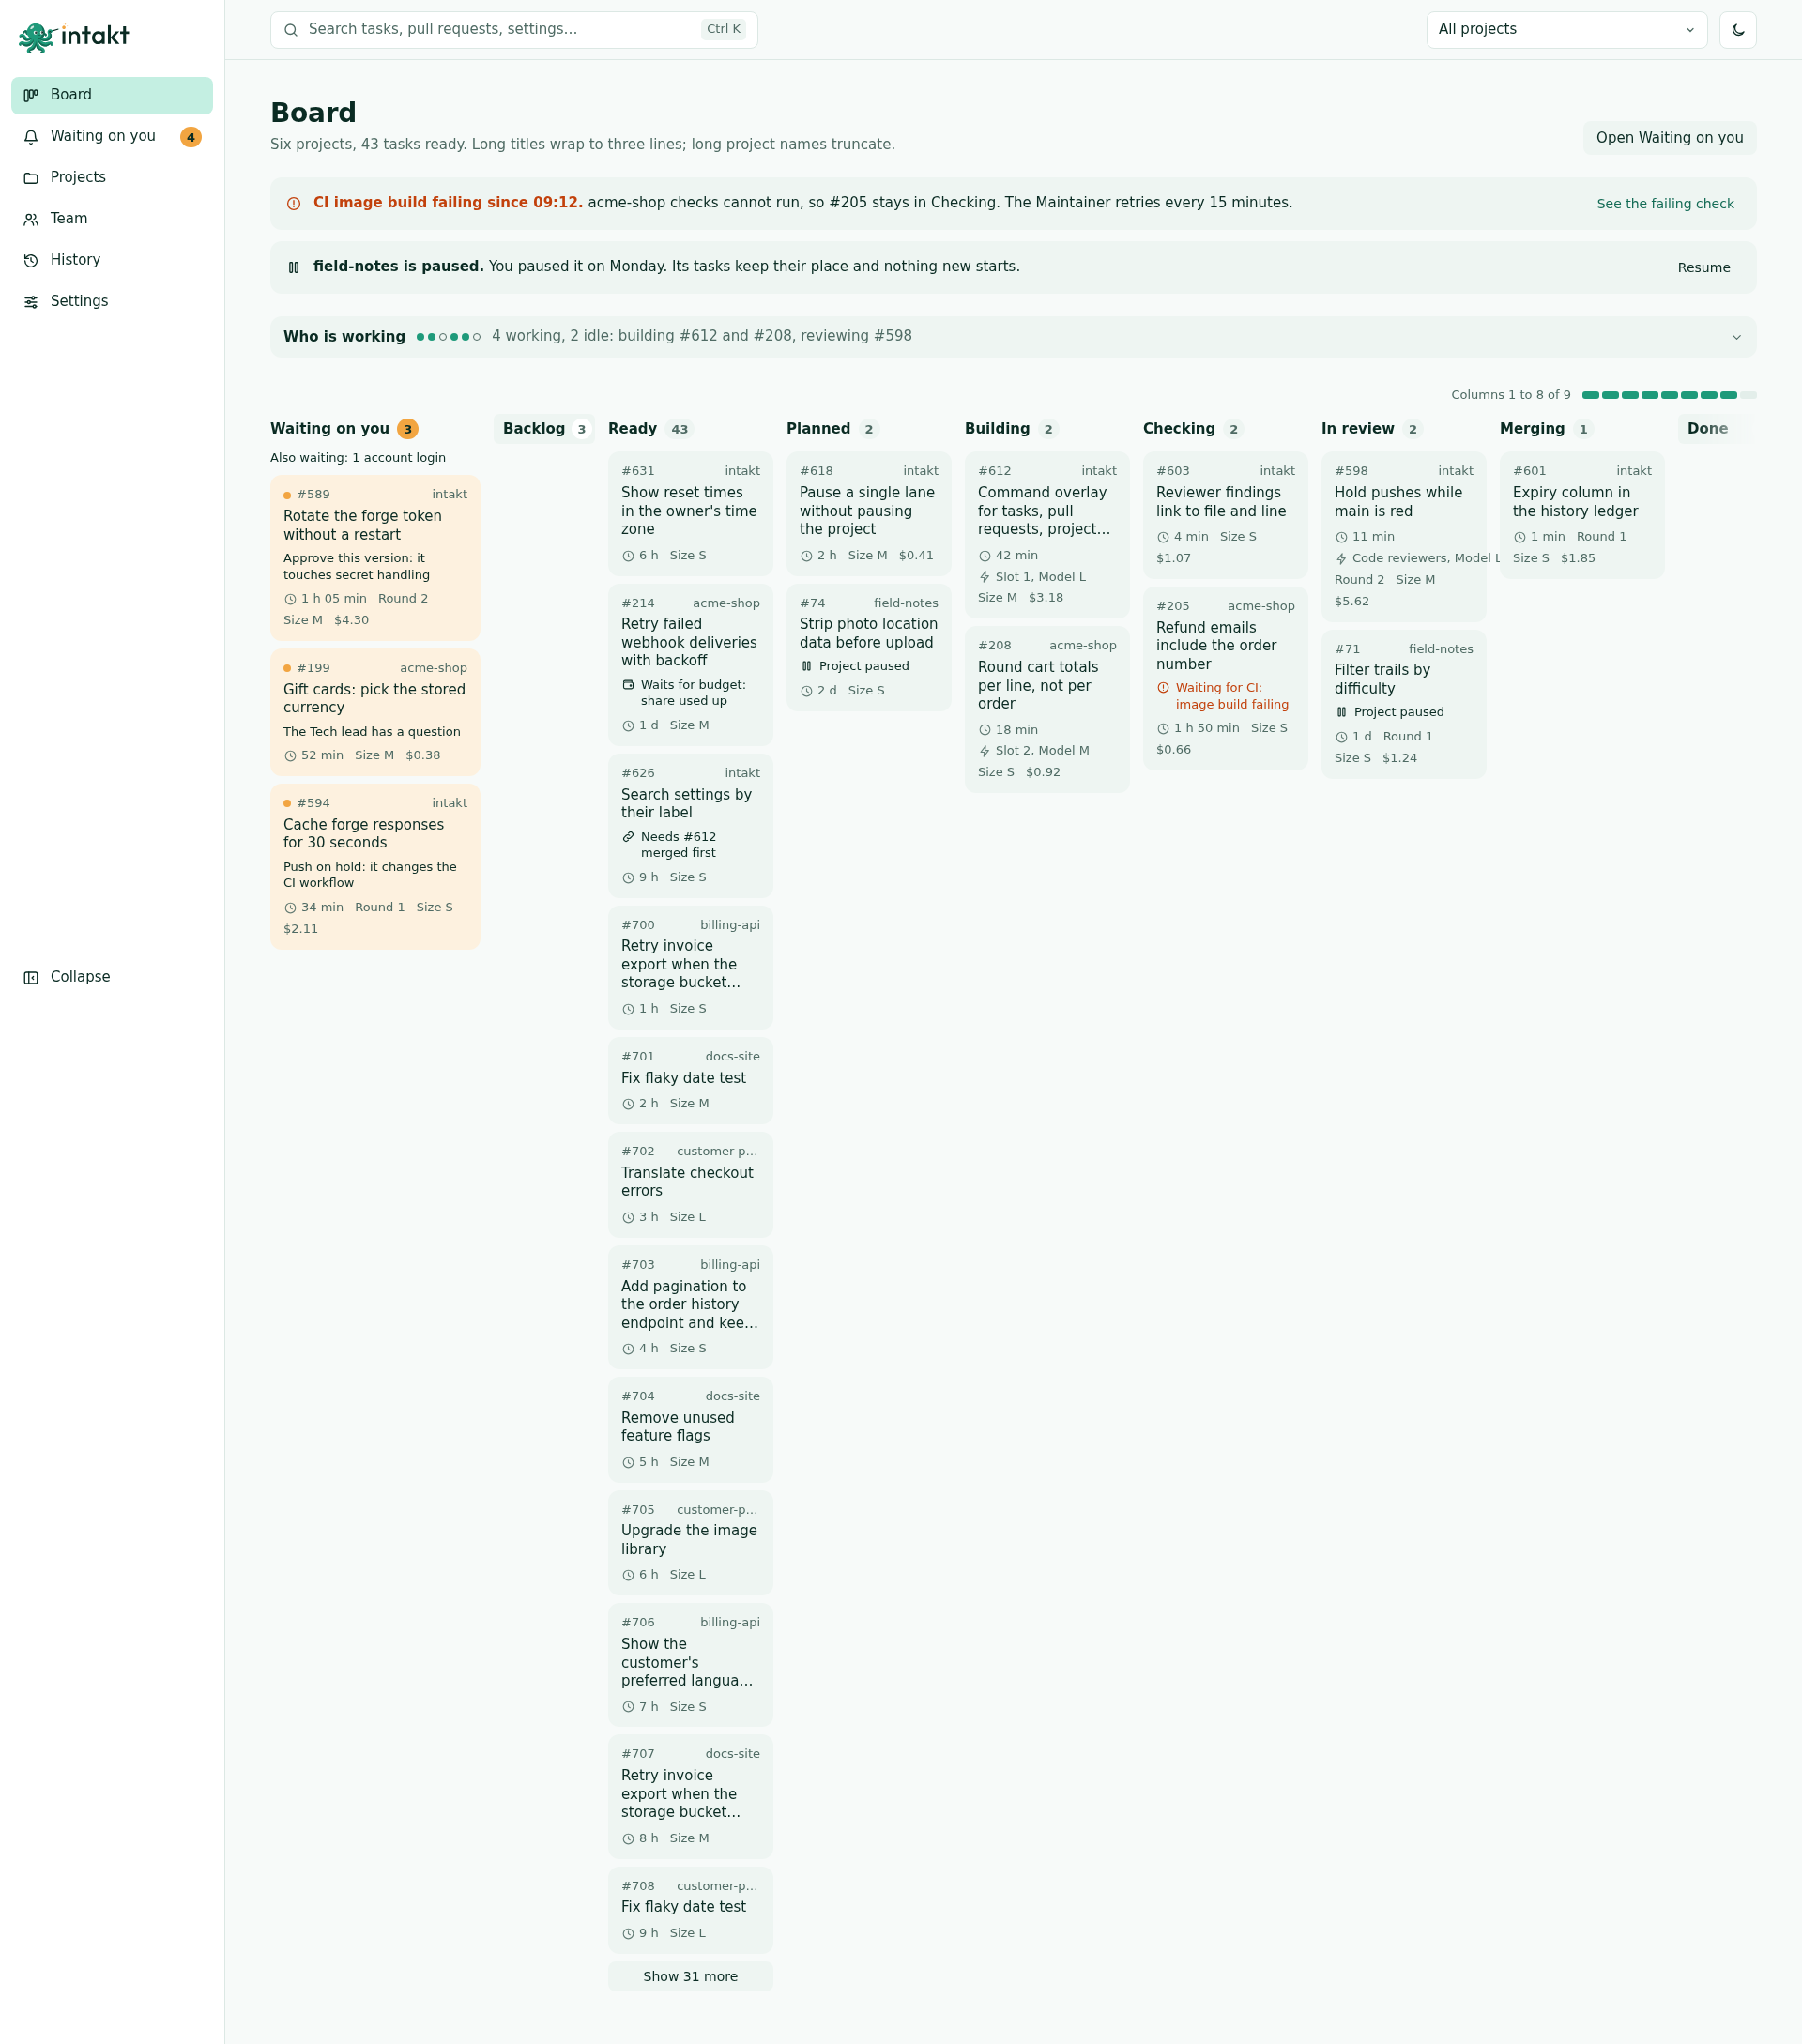 intakt
Board
Waiting on you 4
Projects
Team
History
Settings
Collapse
Search tasks, pull requests, settings... Ctrl K
All projects
Board
Six projects, 43 tasks ready. Long titles wrap to three lines; long project names truncate.
Open Waiting on you
CI image build failing since 09:12. acme-shop checks cannot run, so #205 stays in Checking. The Maintainer retries every 15 minutes.
See the failing check
field-notes is paused. You paused it on Monday. Its tasks keep their place and nothing new starts.
Resume
Who is working 4 working, 2 idle: building #612 and #208, reviewing #598
Columns 1 to 8 of 9
Waiting on you 3
Also waiting: 1 account login
#589 intakt
Rotate the forge token
without a restart
Approve this version: it
touches secret handling
1 h 05 min Round 2
Size M $4.30
#199 acme-shop
Gift cards: pick the stored
currency
The Tech lead has a question
52 min Size M $0.38
#594 intakt
Cache forge responses
for 30 seconds
Push on hold: it changes the
CI workflow
34 min Round 1 Size S
$2.11
Backlog 3
Ready 43
#631 intakt
Show reset times
in the owner's time
zone
6 h Size S
#214 acme-shop
Retry failed
webhook deliveries
with backoff
Waits for budget:
share used up
1 d Size M
#626 intakt
Search settings by
their label
Needs #612
merged first
9 h Size S
#700 billing-api
Retry invoice
export when the
storage bucket...
1 h Size S
#701 docs-site
Fix flaky date test
2 h Size M
#702 customer-p...
Translate checkout
errors
3 h Size L
#703 billing-api
Add pagination to
the order history
endpoint and kee...
4 h Size S
#704 docs-site
Remove unused
feature flags
5 h Size M
#705 customer-p...
Upgrade the image
library
6 h Size L
#706 billing-api
Show the
customer's
preferred langua...
7 h Size S
#707 docs-site
Retry invoice
export when the
storage bucket...
8 h Size M
#708 customer-p...
Fix flaky date test
9 h Size L
Show 31 more
Planned 2
#618 intakt
Pause a single lane
without pausing
the project
2 h Size M $0.41
#74 field-notes
Strip photo location
data before upload
Project paused
2 d Size S
Building 2
#612 intakt
Command overlay
for tasks, pull
requests, project...
42 min
Slot 1, Model L
Size M $3.18
#208 acme-shop
Round cart totals
per line, not per
order
18 min
Slot 2, Model M
Size S $0.92
Checking 2
#603 intakt
Reviewer findings
link to file and line
4 min Size S
$1.07
#205 acme-shop
Refund emails
include the order
number
Waiting for CI:
image build failing
1 h 50 min Size S
$0.66
In review 2
#598 intakt
Hold pushes while
main is red
11 min
Code reviewers, Model L
Round 2 Size M
$5.62
#71 field-notes
Filter trails by
difficulty
Project paused
1 d Round 1
Size S $1.24
Merging 1
#601 intakt
Expiry column in
the history ledger
1 min Round 1
Size S $1.85
Done